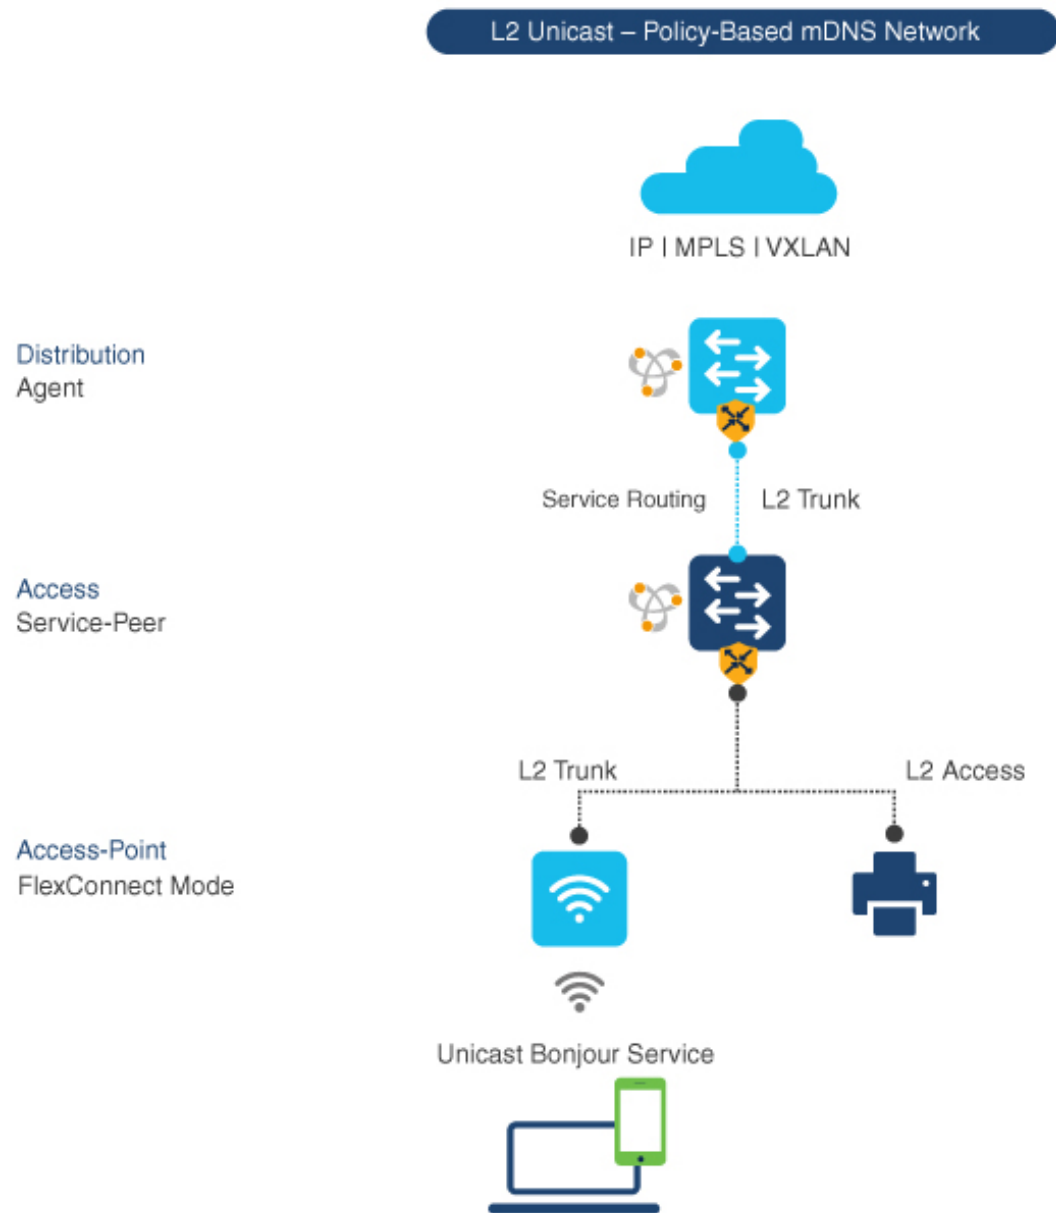 L2 Unicast – Policy-Based mDNS Network
IP | MPLS | VXLAN
Distribution
Agent
Service Routing
L2 Trunk
Access
Service-Peer
L2 Trunk
L2 Access
Access-Point
FlexConnect Mode
Unicast Bonjour Service